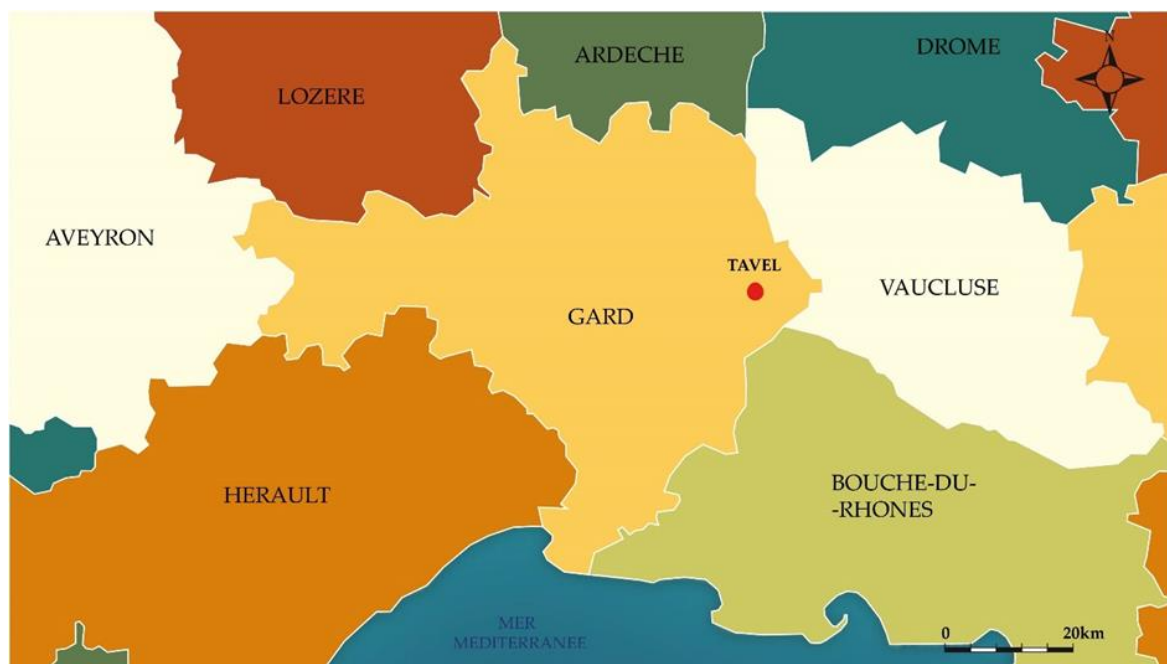 DROME
N
ARDECHE
LOZERE
AVEYRON
TAVEL
VAUCLUSE
GARD
HERAULT
BOUCHE-DU-
-RHONES
MER
MEDITERRANEE
0 20km